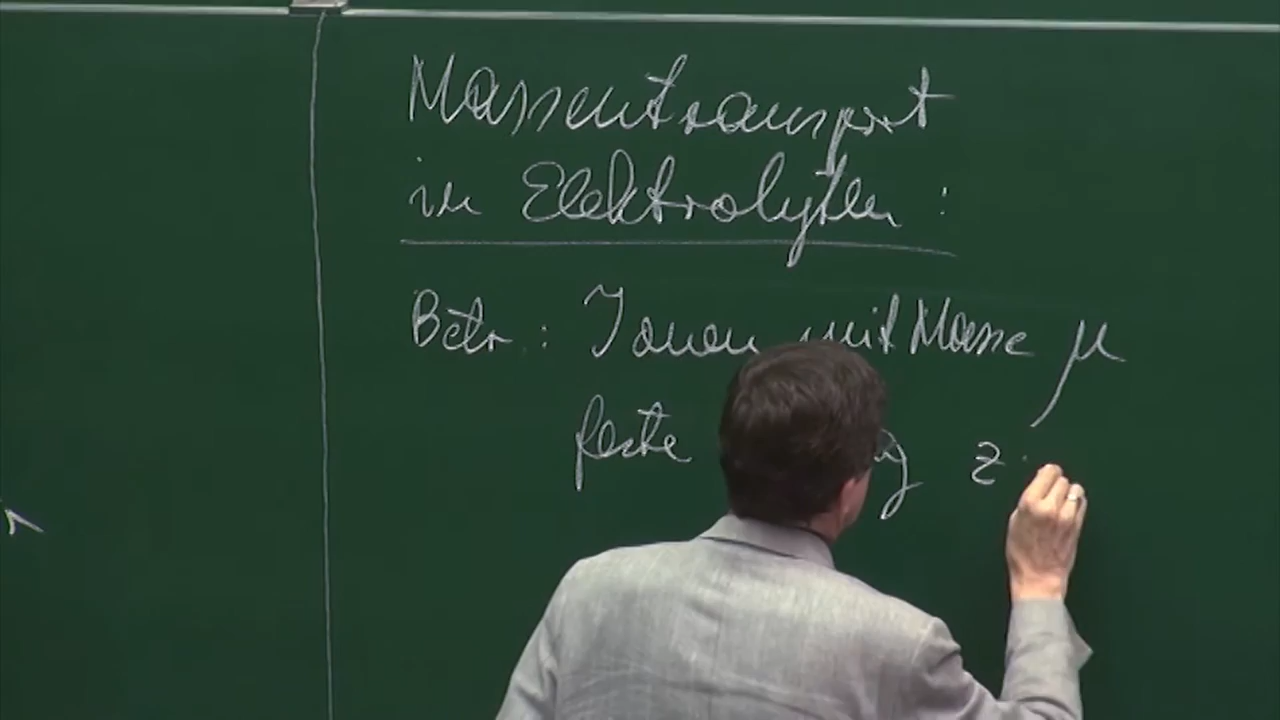 Massentransport
in Elektrolyten:
Betr.: Ionen mit Masse μ
feste z